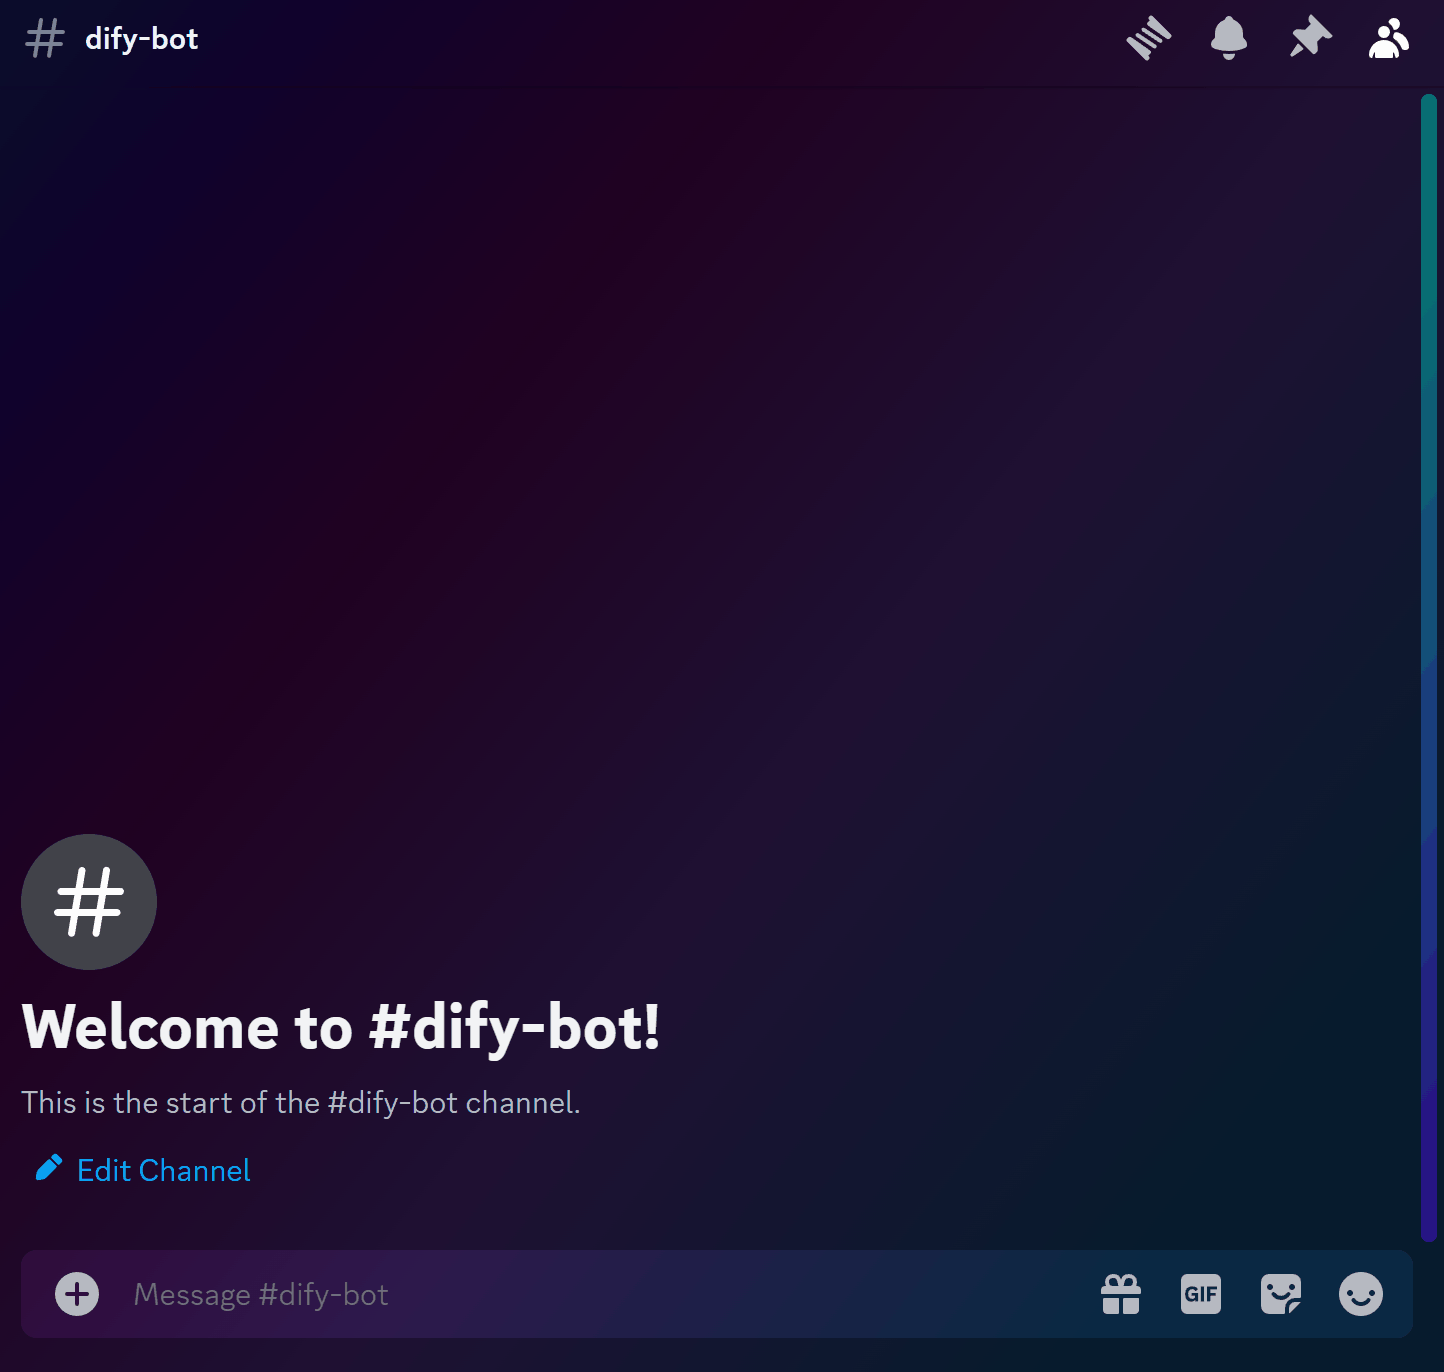 # dify-bot
#
Welcome to #dify-bot!
This is the start of the #dify-bot channel.
Edit Channel
Message #dify-bot
GIF